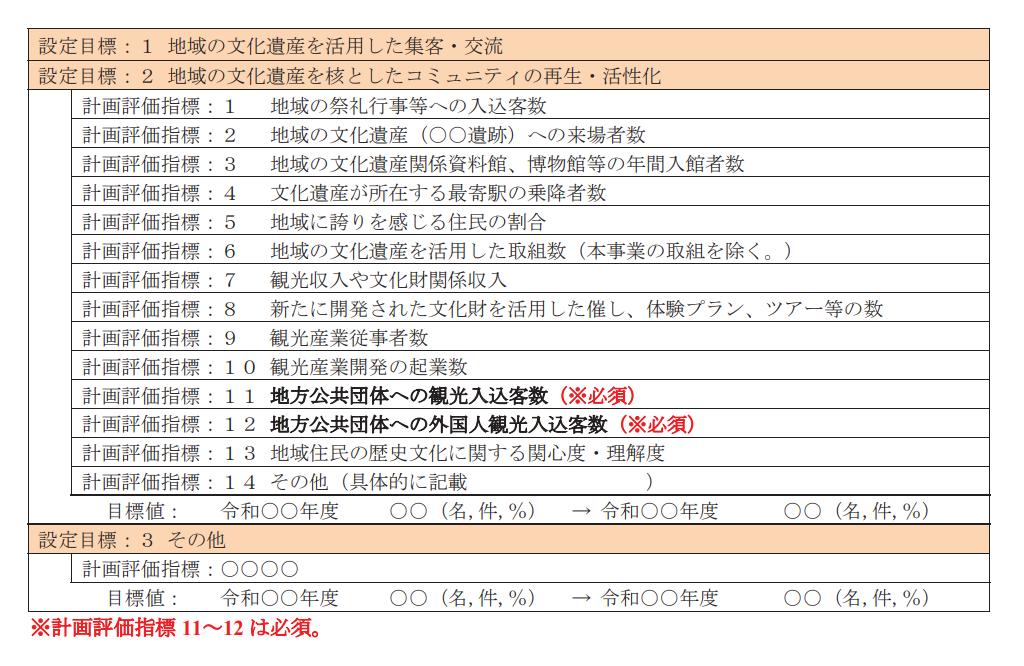 設定目標：１ 地域の文化遺産を活用した集客・交流
設定目標：２ 地域の文化遺産を核としたコミュニティの再生・活性化
計画評価指標：１ 地域の祭礼行事等への入込客数
計画評価指標：２ 地域の文化遺産（○○遺跡）への来場者数
計画評価指標：３ 地域の文化遺産関係資料館、博物館等の年間入館者数
計画評価指標：４ 文化遺産が所在する最寄駅の乗降者数
計画評価指標：５ 地域に誇りを感じる住民の割合
計画評価指標：６ 地域の文化遺産を活用した取組数（本事業の取組を除く。）
計画評価指標：７ 観光収入や文化財関係収入
計画評価指標：８ 新たに開発された文化財を活用した催し、体験プラン、ツアー等の数
計画評価指標：９ 観光産業従事者数
計画評価指標：１０ 観光産業開発の起業数
計画評価指標：１１ 地方公共団体への観光入込客数（※必須）
計画評価指標：１２ 地方公共団体への外国人観光入込客数（※必須）
計画評価指標：１３ 地域住民の歴史文化に関する関心度・理解度
計画評価指標：１４ その他（具体的に記載　　　　　　　　　）
目標値：　令和○○年度　○○（名,件,％）　→ 令和○○年度　○○（名,件,％）
設定目標：３ その他
計画評価指標：○○○○
目標値：　令和○○年度　○○（名,件,％）　→ 令和○○年度　○○（名,件,％）
※計画評価指標 11～12 は必須。